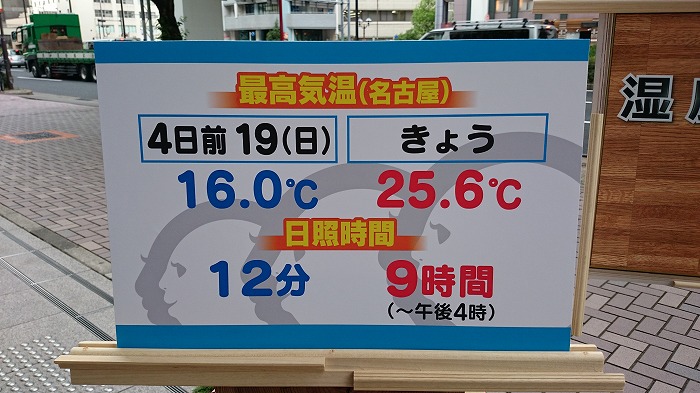 最高気温(名古屋)
4日前 19(日)
きょう
16.0℃
25.6℃
日照時間
12分
9時間
(~午後4時)
湿